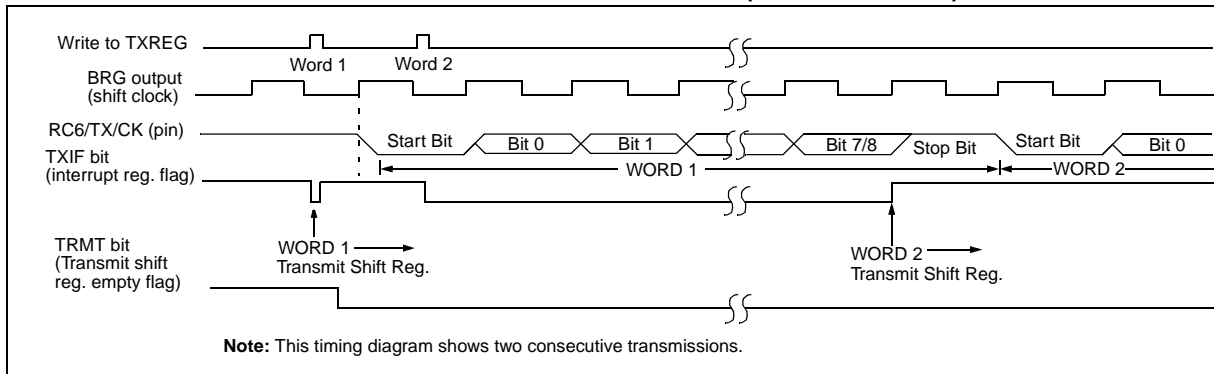 Write to TXREG
Word 1
Word 2
BRG output
(shift clock)
RC6/TX/CK (pin)
Start Bit
Bit 0
Bit 1
Bit 7/8
Stop Bit
Start Bit
Bit 0
TXIF bit
(interrupt reg. flag)
WORD 1
WORD 2
TRMT bit
(Transmit shift
reg. empty flag)
WORD 1
Transmit Shift Reg.
WORD 2
Transmit Shift Reg.
Note: This timing diagram shows two consecutive transmissions.